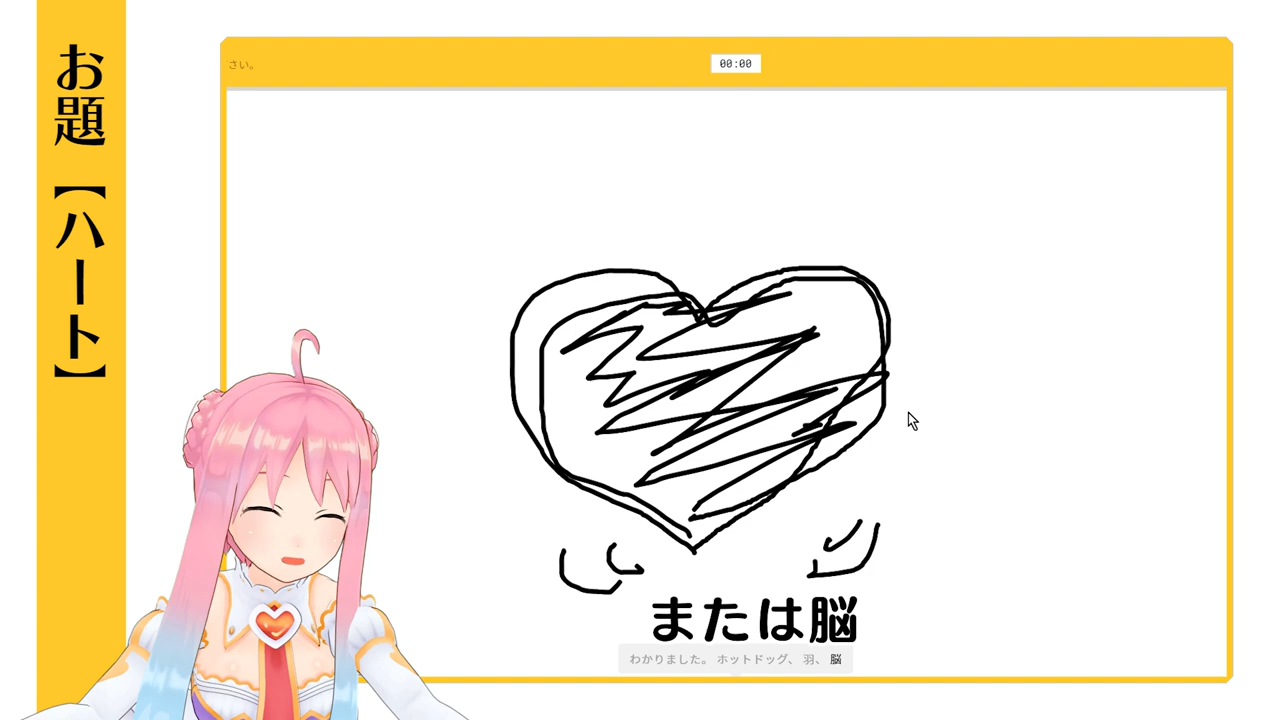 お題【ハート】
さい。
00:00
または脳
わかりました。 ホットドッグ、 羽、 脳